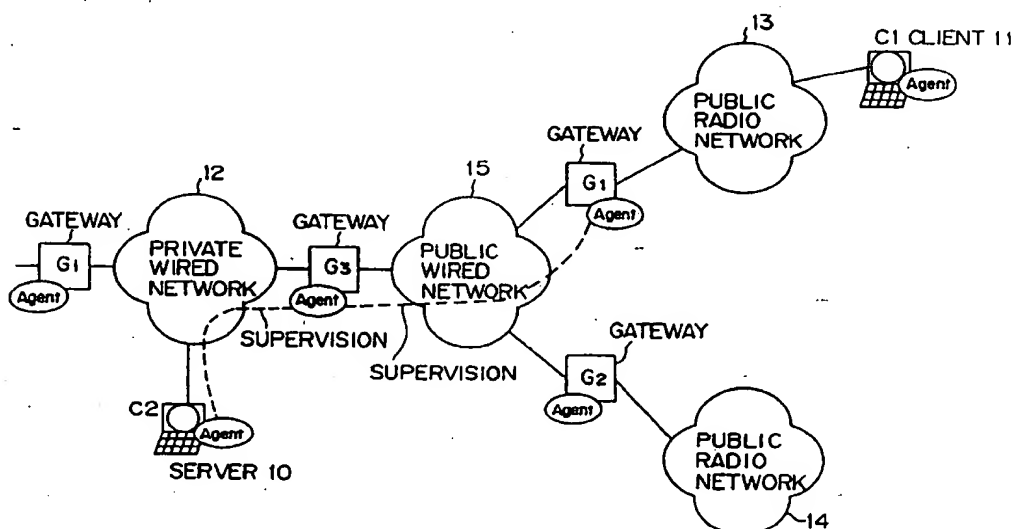 13
C1 CLIENT 11
Agent
PUBLIC
RADIO
NETWORK
GATEWAY
G1
Agent
15
12
GATEWAY
Gi
Agent
PRIVATE
WIRED
NETWORK
GATEWAY
G3
Agent
PUBLIC
WIRED
NETWORK
SUPERVISION
SUPERVISION
GATEWAY
G2
Agent
C2
Agent
SERVER 10
PUBLIC
RADIO
NETWORK
14